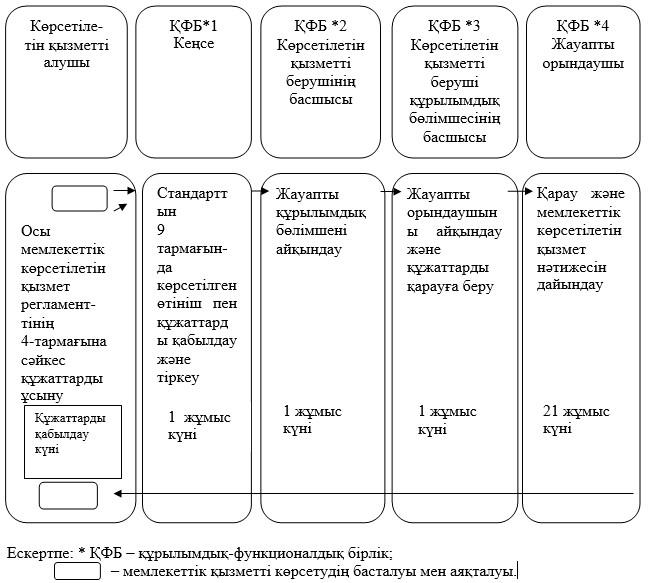 Көрсетіле-
тін қызметті
алушы
ҚФБ*1
Кеңсе
ҚФБ *2
Көрсетілетін
қызметті
берушінің
басшысы
ҚФБ *3
Көрсетілетін
қызметті
беруші
құрылымдық
бөлімшесінің
басшысы
ҚФБ *4
Жауапты
орындаушы
Осы
мемлекеттік
көрсетілетін
қызмет
регламент-
тінің
4-тармағына
сәйкес
құжаттарды
ұсыну
Құжаттарды
қабылдау
күні
Стандартт
ын
9
тармағын-
да
көрсетілген
өтініш пен
құжаттард
ы қабылдау
және
тіркеу
1 жұмыс
күні
Жауапты
құрылымдық
бөлімшені
айқындау
1 жұмыс
күні
Жауапты
орындаушын
ы айқындау
және
құжаттарды
қарауға беру
1 жұмыс
күні
Қарау және
мемлекеттік
көрсетілетін
қызмет
нәтижесін
дайындау
21 жұмыс
күні
Ескертпе: * ҚФБ – құрылымдық-функционалдық бірлік;
– мемлекеттік қызметті көрсетудің басталуы мен аяқталуы.